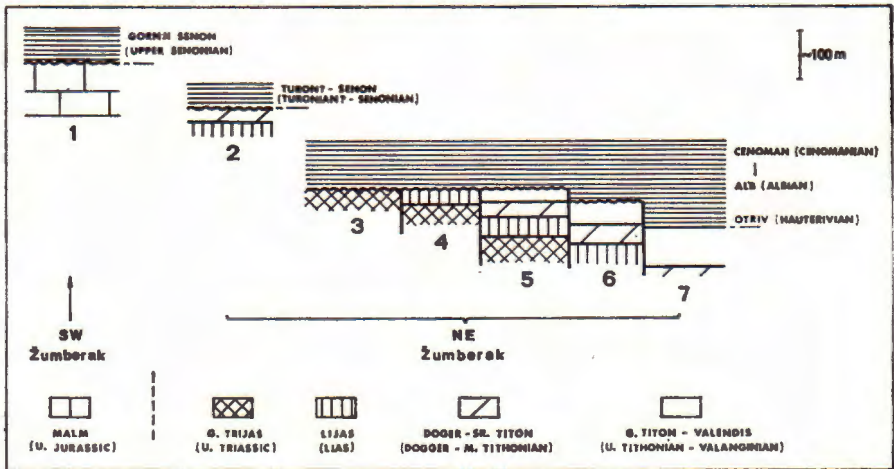 GORNJI SENON
(UPPER SENONIAN)
~100m
TURON? - SENON
(TURONIAN? - SENONIAN)
1
2
CENOMAN (CENOMANIAN)
ALB (ALBIAN)
OTRIV (HAUTERIVIAN)
3
4
5
6
7
SW
Žumberak
NE
Žumberak
MALM
(U. JURASSIC)
G. TRIJAS
(U. TRIASSIC)
LIJAS
(LIAS)
DOGER - SR. TITON
(DOGGER - M. TITHONIAN)
G. TITON - VALENDIS
(U. TITHONIAN - VALANGINIAN)